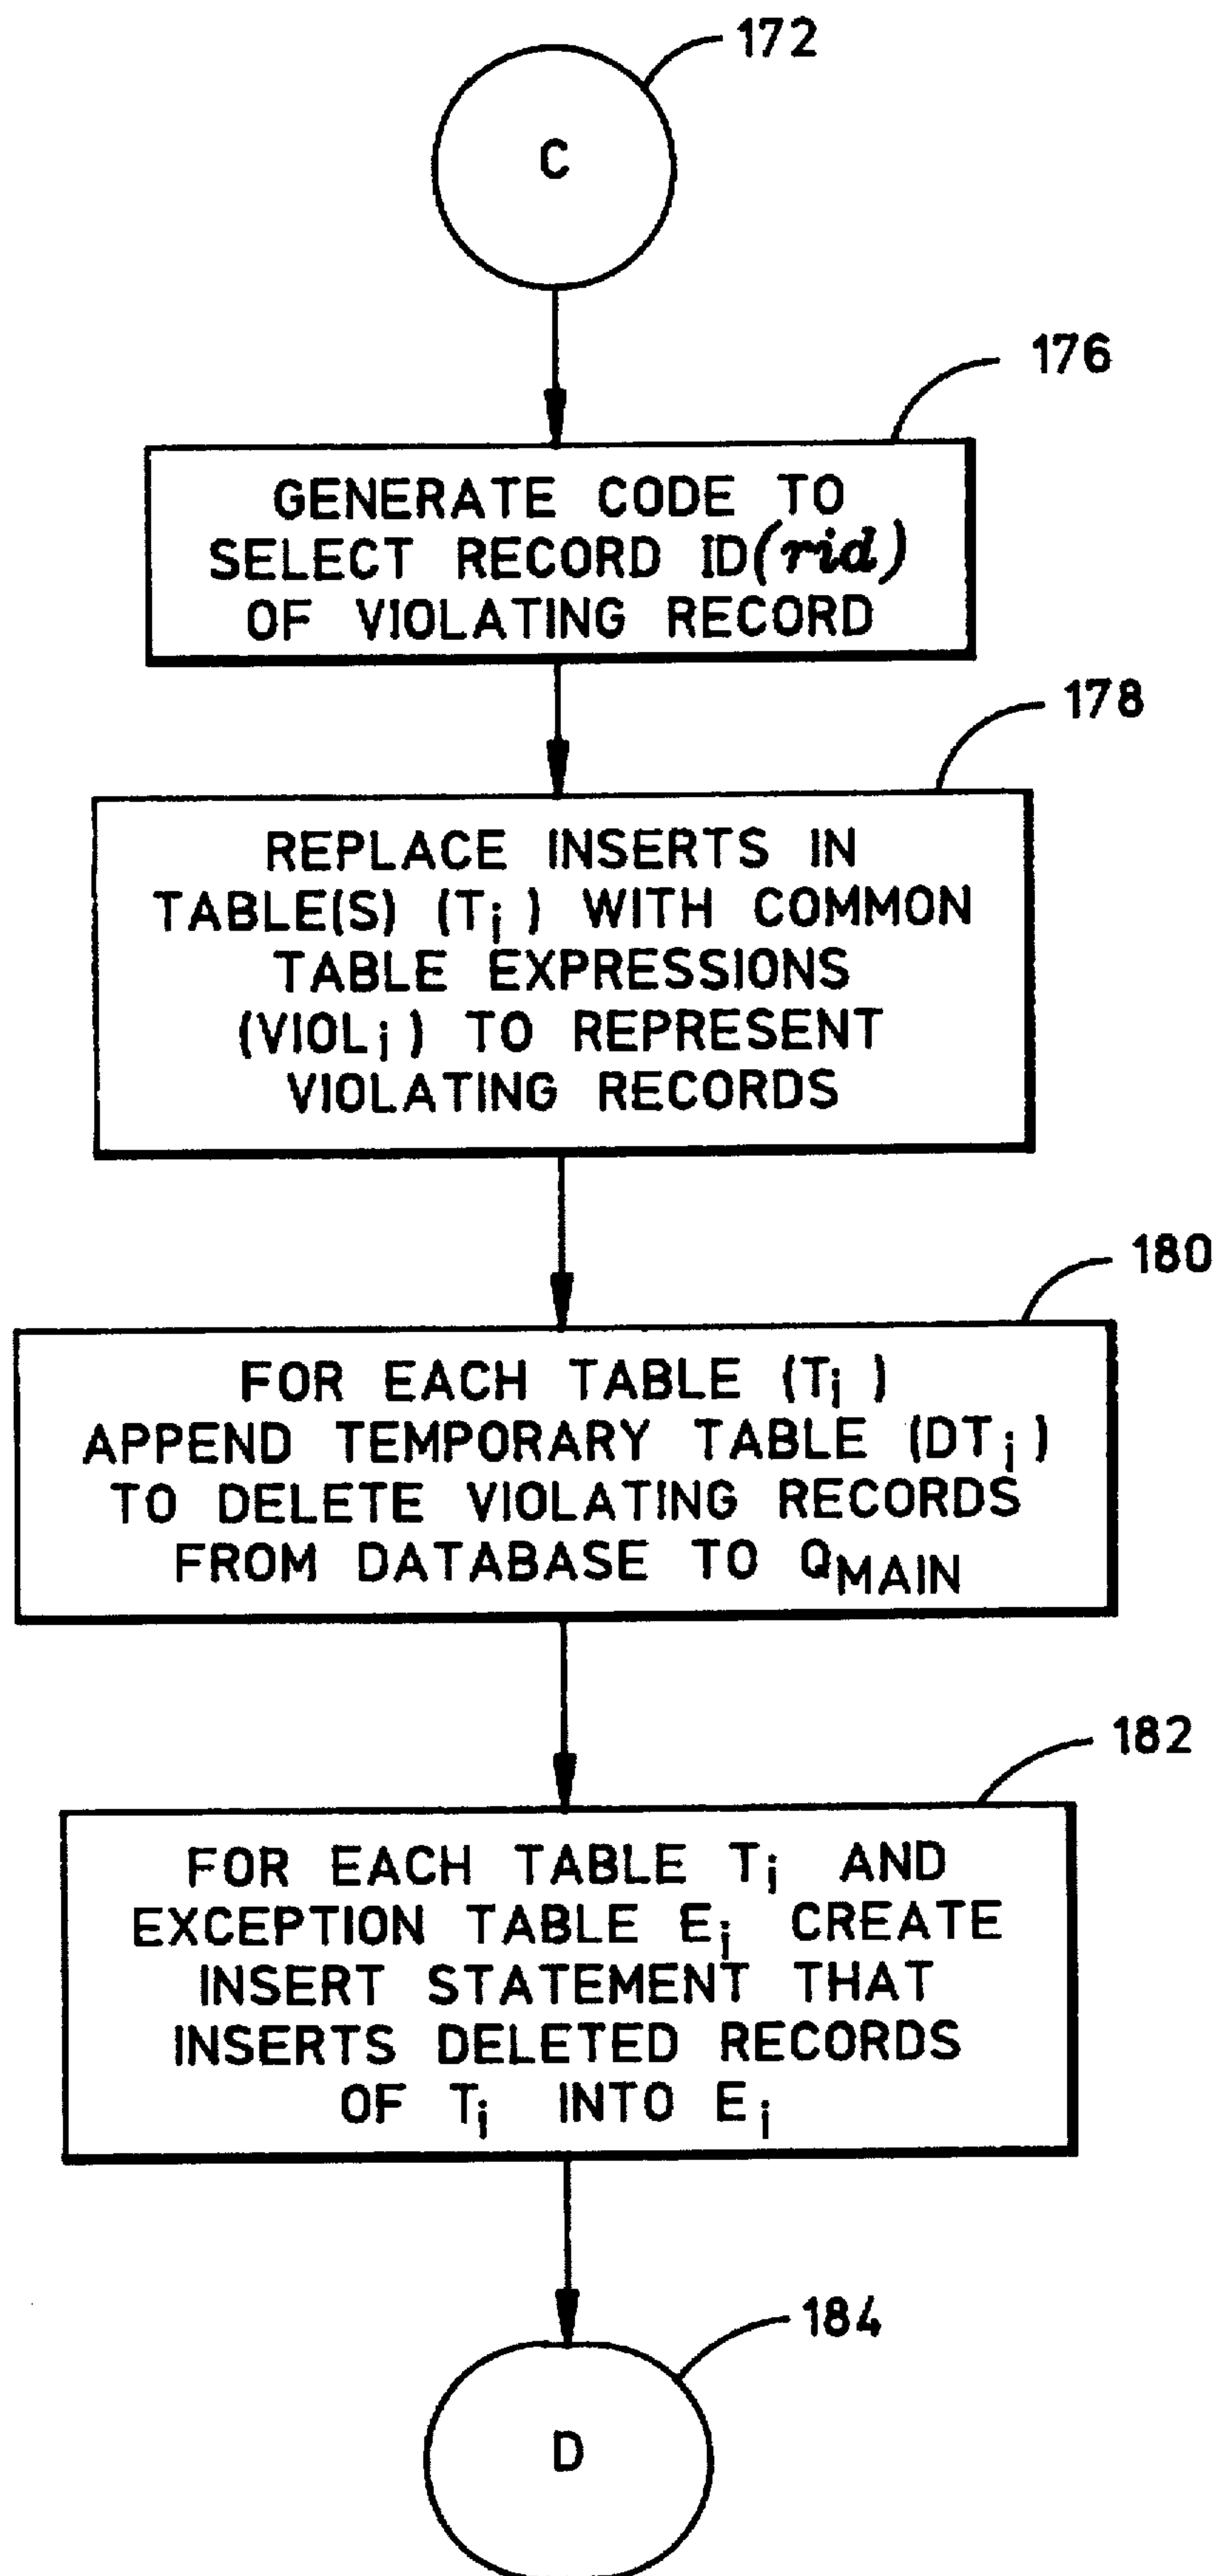 172
C
176
GENERATE CODE TO
SELECT RECORD ID(rid)
OF VIOLATING RECORD
178
REPLACE INSERTS IN
TABLE(S) (Ti) WITH COMMON
TABLE EXPRESSIONS
(VIOLi) TO REPRESENT
VIOLATING RECORDS
180
FOR EACH TABLE (Ti)
APPEND TEMPORARY TABLE (DTi)
TO DELETE VIOLATING RECORDS
FROM DATABASE TO QMAIN
182
FOR EACH TABLE Ti AND
EXCEPTION TABLE Ei CREATE
INSERT STATEMENT THAT
INSERTS DELETED RECORDS
OF Ti INTO Ei
184
D